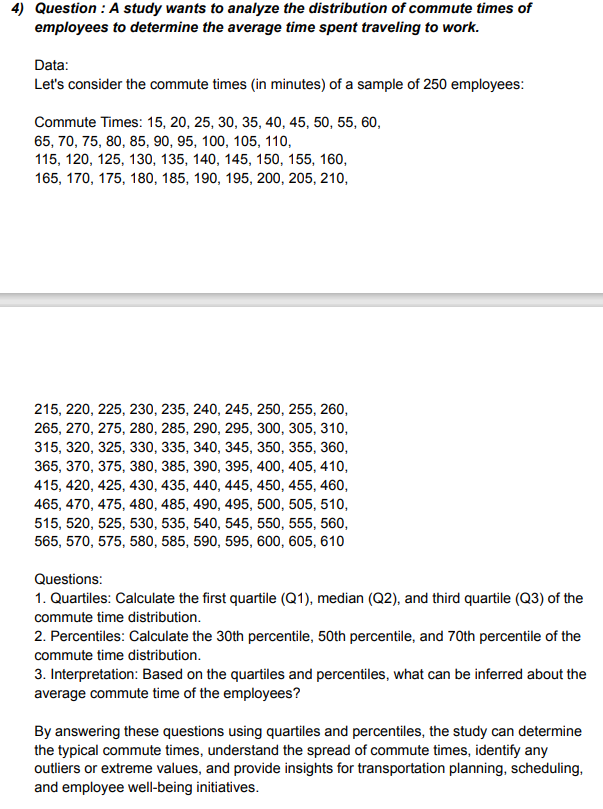 4) Question : A study wants to analyze the distribution of commute times of
employees to determine the average time spent traveling to work.
Data:
Let's consider the commute times (in minutes) of a sample of 250 employees:
Commute Times: 15, 20, 25, 30, 35, 40, 45, 50, 55, 60,
65, 70, 75, 80, 85, 90, 95, 100, 105, 110,
115, 120, 125, 130, 135, 140, 145, 150, 155, 160,
165, 170, 175, 180, 185, 190, 195, 200, 205, 210,
215, 220, 225, 230, 235, 240, 245, 250, 255, 260,
265, 270, 275, 280, 285, 290, 295, 300, 305, 310,
315, 320, 325, 330, 335, 340, 345, 350, 355, 360,
365, 370, 375, 380, 385, 390, 395, 400, 405, 410,
415, 420, 425, 430, 435, 440, 445, 450, 455, 460,
465, 470, 475, 480, 485, 490, 495, 500, 505, 510,
515, 520, 525, 530, 535, 540, 545, 550, 555, 560,
565, 570, 575, 580, 585, 590, 595, 600, 605, 610
Questions:
1. Quartiles: Calculate the first quartile (Q1), median (Q2), and third quartile (Q3) of the
commute time distribution.
2. Percentiles: Calculate the 30th percentile, 50th percentile, and 70th percentile of the
commute time distribution.
3. Interpretation: Based on the quartiles and percentiles, what can be inferred about the
average commute time of the employees?
By answering these questions using quartiles and percentiles, the study can determine
the typical commute times, understand the spread of commute times, identify any
outliers or extreme values, and provide insights for transportation planning, scheduling,
and employee well-being initiatives.